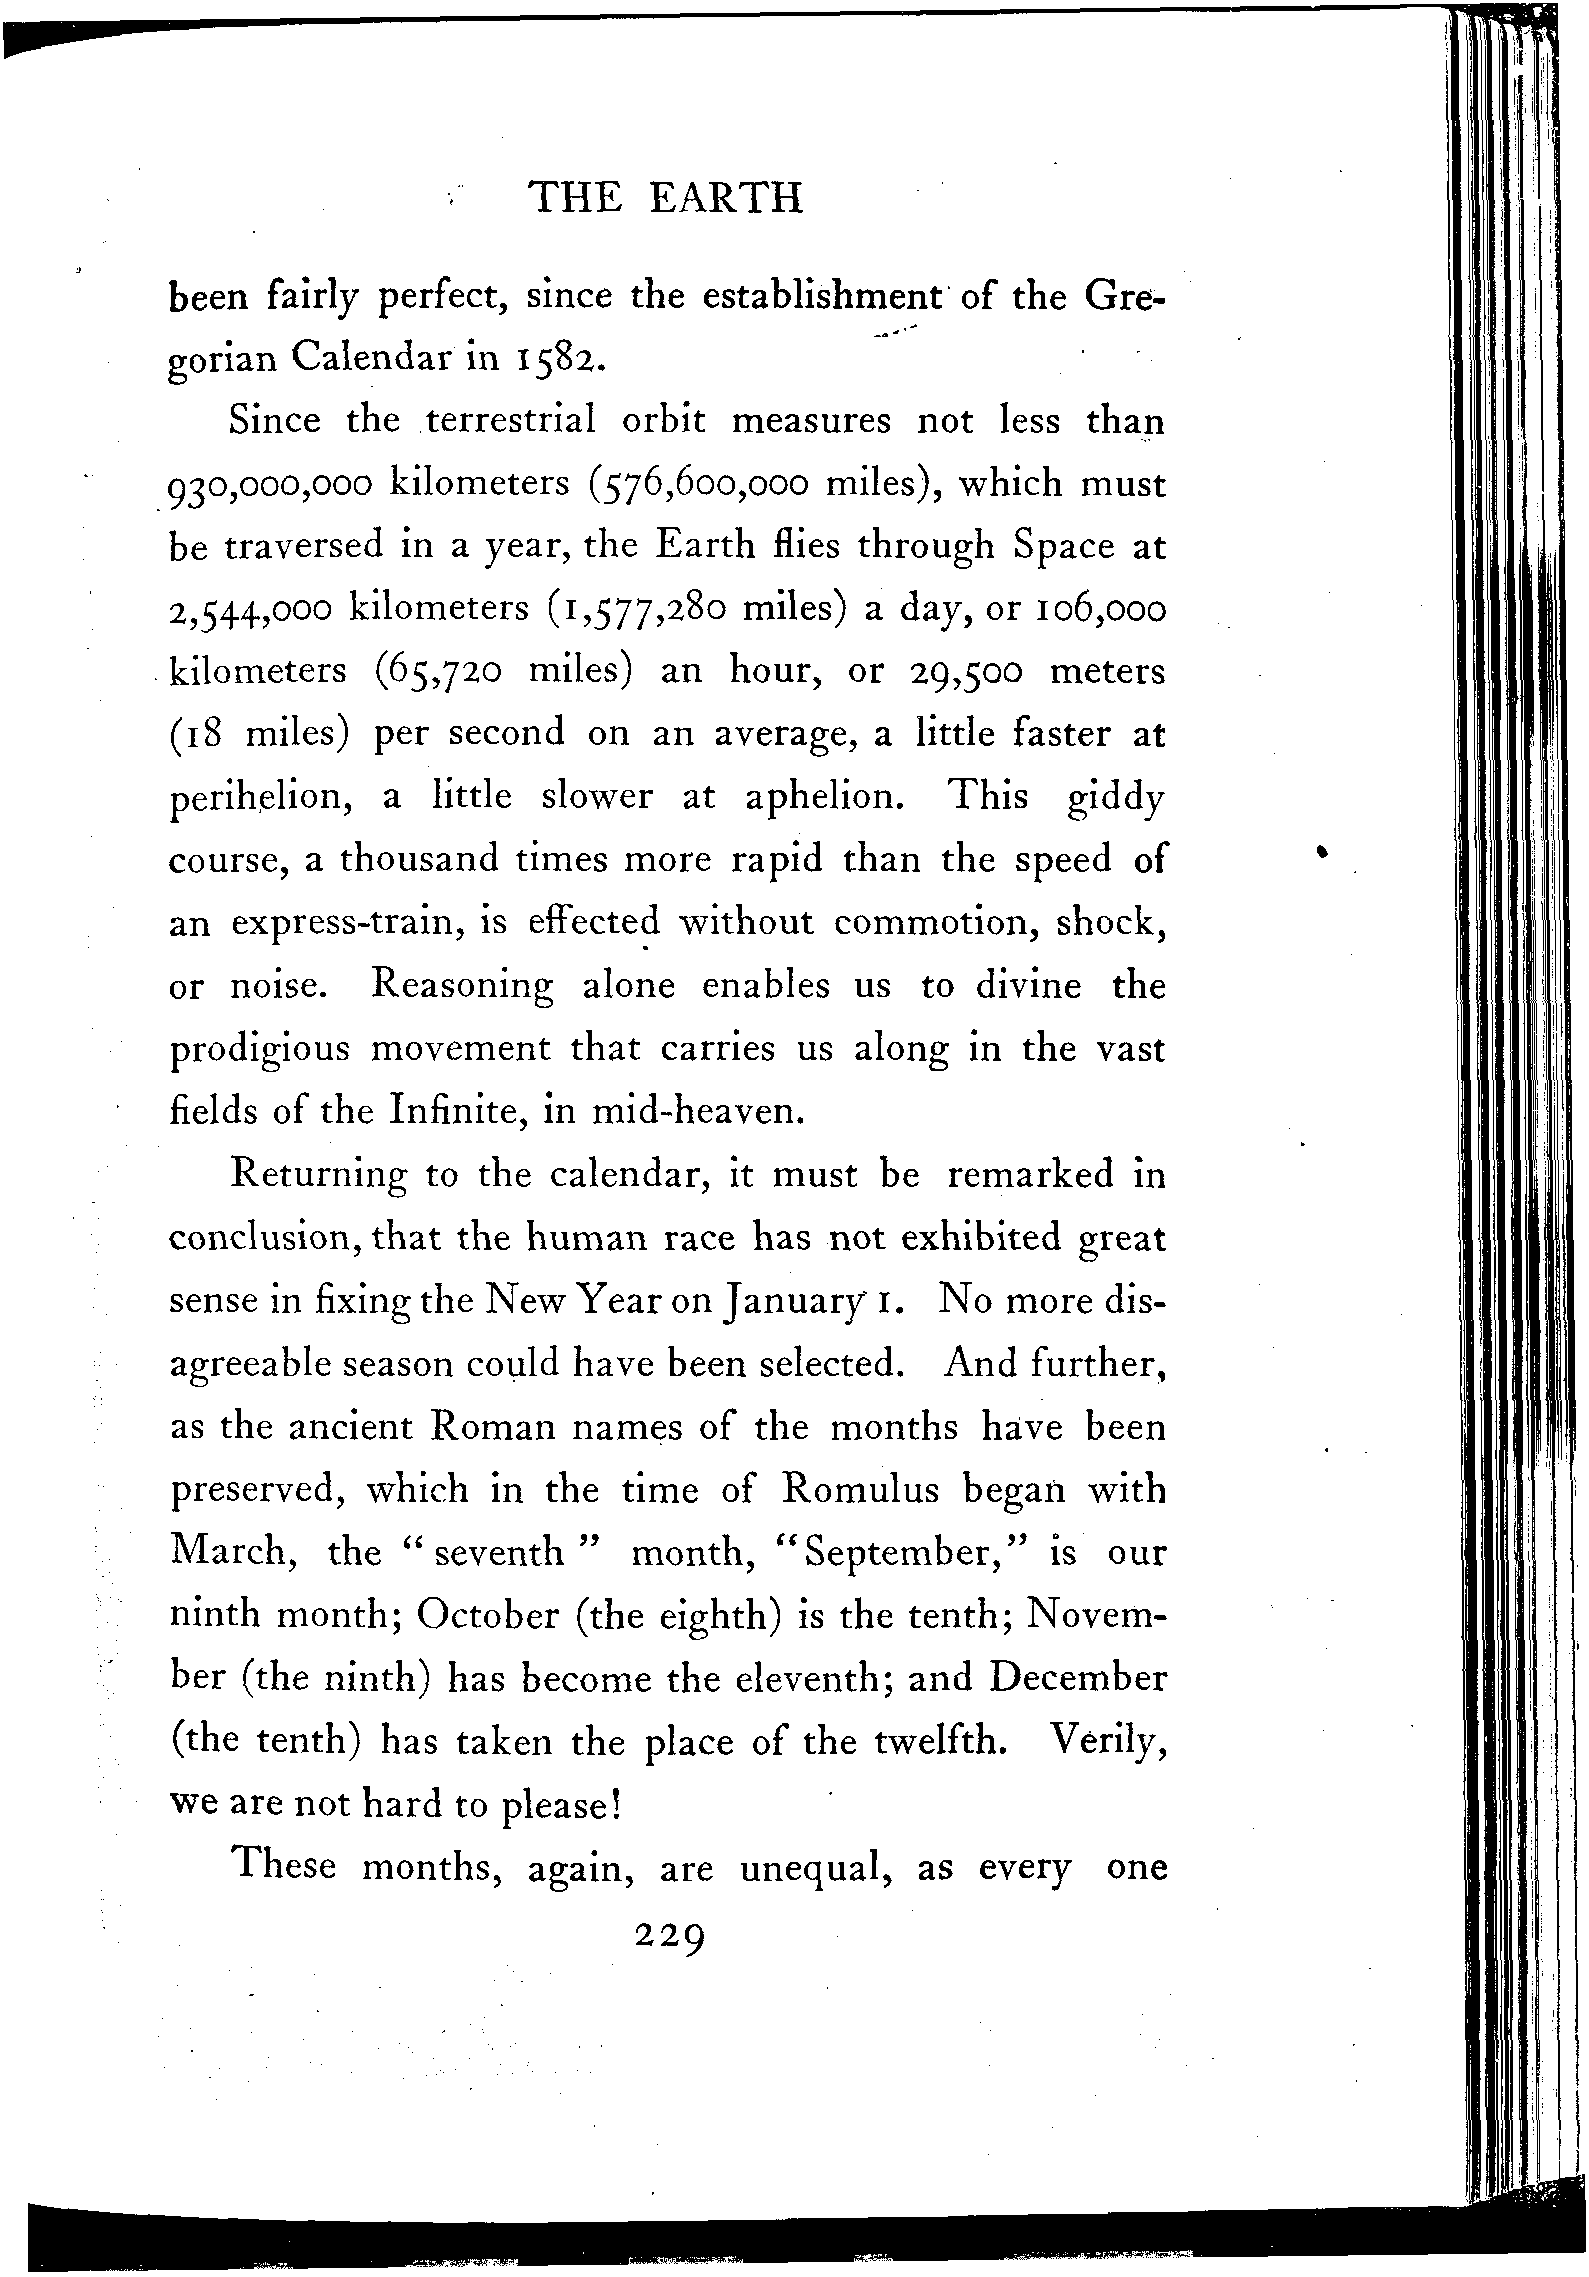 THE EARTH
been fairly perfect, since the establishment of the Gre-
gorian Calendar in 1582.
Since the terrestrial orbit measures not less than
930,000,000 kilometers (576,600,000 miles), which must
be traversed in a year, the Earth flies through Space at
2,544,000 kilometers (1,577,280 miles) a day, or 106,000
kilometers (65,720 miles) an hour, or 29,500 meters
(18 miles) per second on an average, a little faster at
perihelion, a little slower at aphelion. This giddy
course, a thousand times more rapid than the speed of
an express-train, is effected without commotion, shock,
or noise. Reasoning alone enables us to divine the
prodigious movement that carries us along in the vast
fields of the Infinite, in mid-heaven.
Returning to the calendar, it must be remarked in
conclusion, that the human race has not exhibited great
sense in fixing the New Year on January 1. No more dis-
agreeable season could have been selected. And further,
as the ancient Roman names of the months have been
preserved, which in the time of Romulus began with
March, the "seventh" month, "September," is our
ninth month; October (the eighth) is the tenth; Novem-
ber (the ninth) has become the eleventh; and December
(the tenth) has taken the place of the twelfth. Verily,
we are not hard to please!
These months, again, are unequal, as every one
229